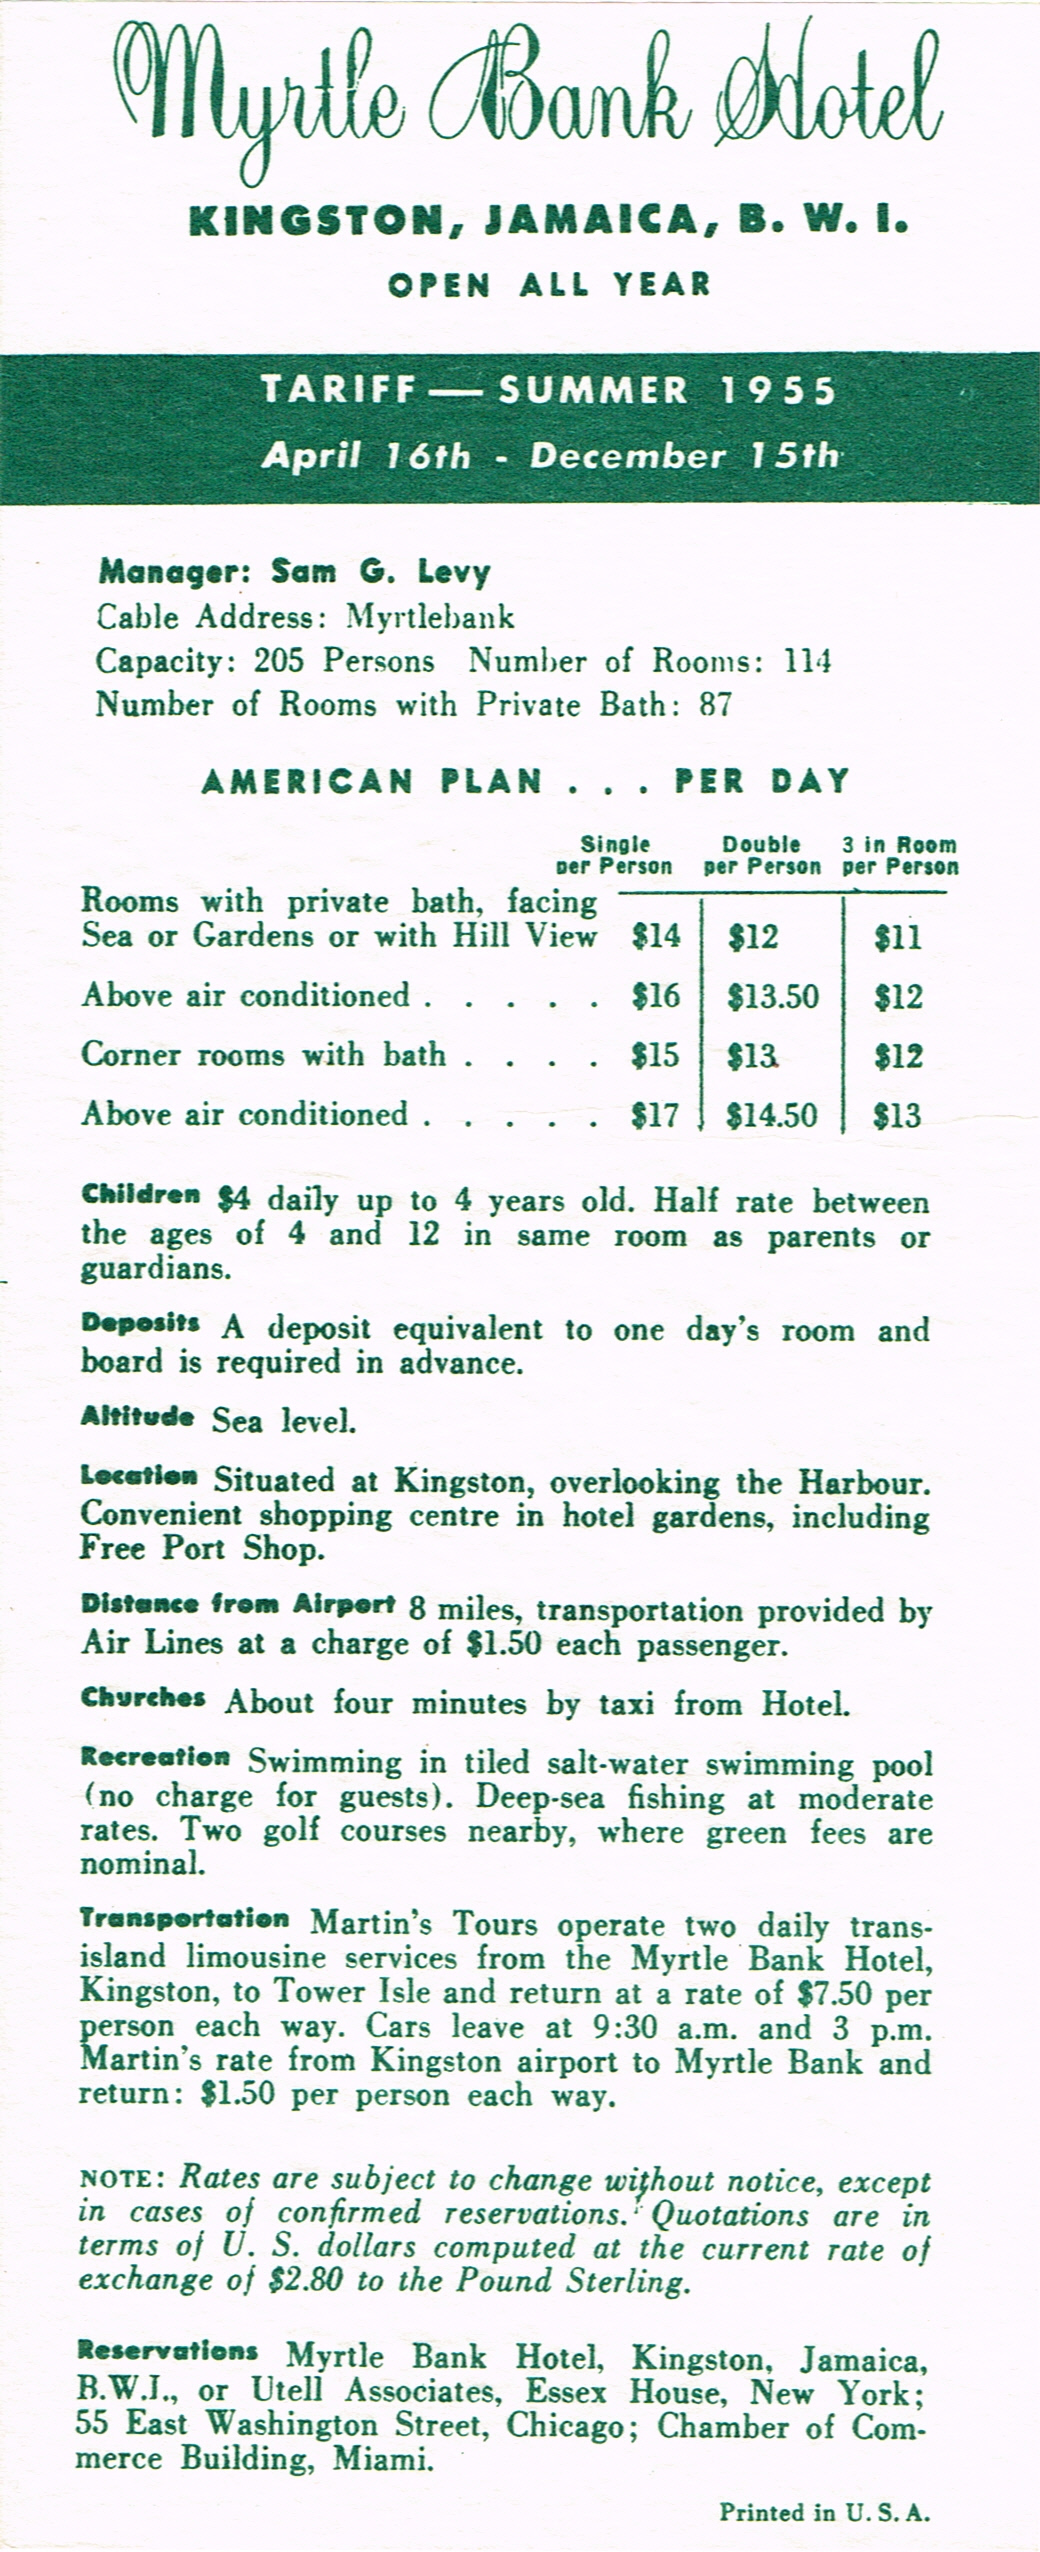 Myrtle Bank Hotel
KINGSTON, JAMAICA, B. W. I.
OPEN ALL YEAR
TARIFF — SUMMER 1955
April 16th - December 15th
Manager: Sam G. Levy
Cable Address: Myrtlebank
Capacity: 205 Persons Number of Rooms: 114
Number of Rooms with Private Bath: 87
AMERICAN PLAN . . . PER DAY
Single Double 3 in Room
per Person per Person per Person
Rooms with private bath, facing
Sea or Gardens or with Hill View $14 $12 $11
Above air conditioned . . . . . $16 $13.50 $12
Corner rooms with bath . . . . $15 $13 $12
Above air conditioned . . . . . $17 $14.50 $13
Children $4 daily up to 4 years old. Half rate between
the ages of 4 and 12 in same room as parents or
guardians.
Deposits A deposit equivalent to one day's room and
board is required in advance.
Altitude Sea level.
Location Situated at Kingston, overlooking the Harbour.
Convenient shopping centre in hotel gardens, including
Free Port Shop.
Distance from Airport 8 miles, transportation provided by
Air Lines at a charge of $1.50 each passenger.
Churches About four minutes by taxi from Hotel.
Recreation Swimming in tiled salt-water swimming pool
(no charge for guests). Deep-sea fishing at moderate
rates. Two golf courses nearby, where green fees are
nominal.
Transportation Martin's Tours operate two daily trans-
island limousine services from the Myrtle Bank Hotel,
Kingston, to Tower Isle and return at a rate of $7.50 per
person each way. Cars leave at 9:30 a.m. and 3 p.m.
Martin's rate from Kingston airport to Myrtle Bank and
return: $1.50 per person each way.
NOTE: Rates are subject to change without notice, except
in cases of confirmed reservations. Quotations are in
terms of U. S. dollars computed at the current rate of
exchange of $2.80 to the Pound Sterling.
Reservations Myrtle Bank Hotel, Kingston, Jamaica,
B.W.I., or Utell Associates, Essex House, New York;
55 East Washington Street, Chicago; Chamber of Com-
merce Building, Miami.
Printed in U. S. A.